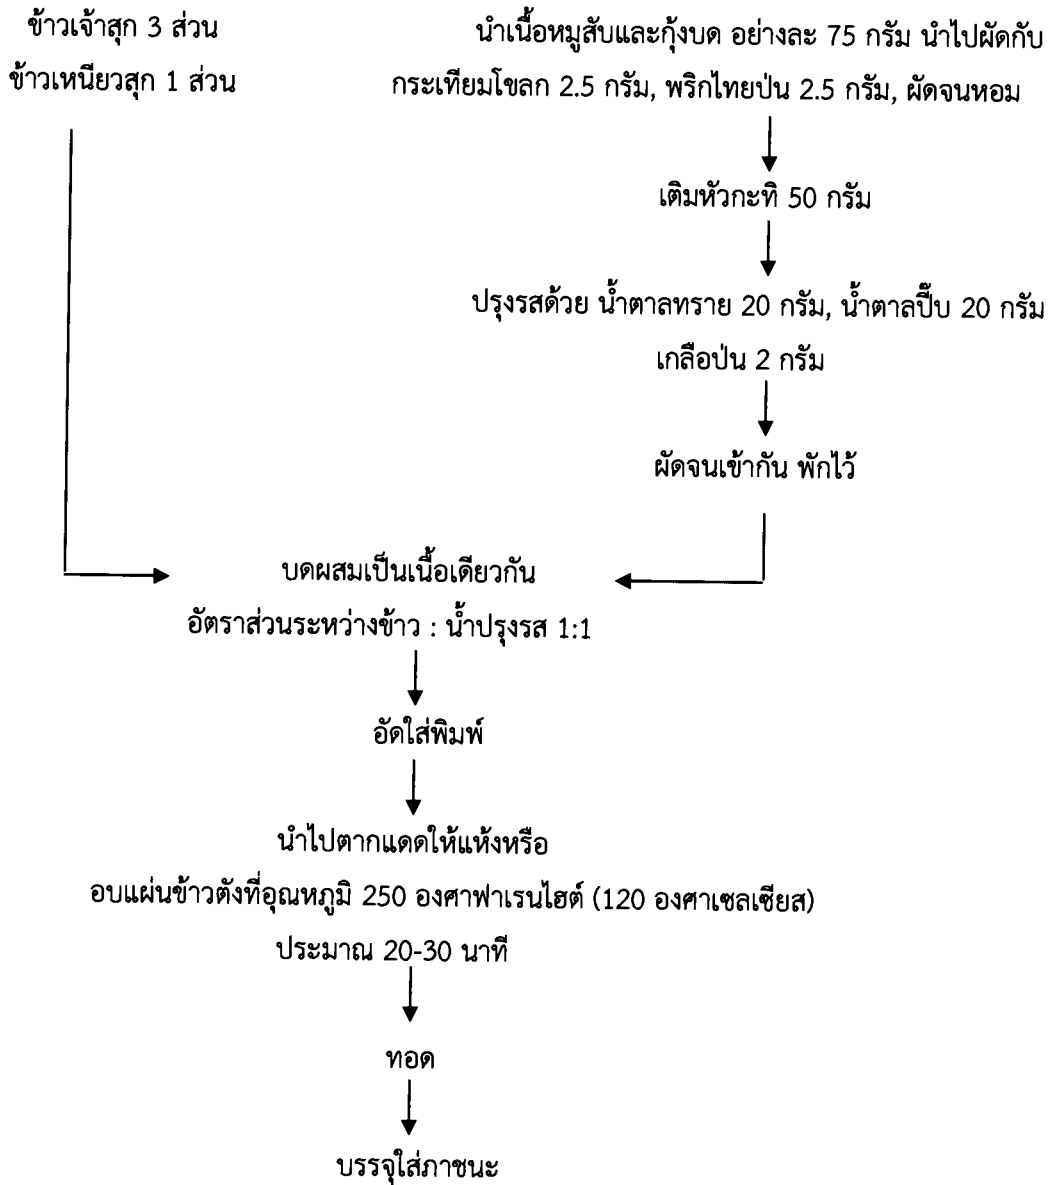 ข้าวเจ้าสุก 3 ส่วน
ข้าวเหนียวสุก 1 ส่วน
นำเนื้อหมูสับและกุ้งบด อย่างละ 75 กรัม นำไปผัดกับ
กระเทียมโขลก 2.5 กรัม, พริกไทยป่น 2.5 กรัม, ผัดจนหอม
เติมหัวกะทิ 50 กรัม
ปรุงรสด้วย น้ำตาลทราย 20 กรัม, น้ำตาลปี๊บ 20 กรัม
เกลือป่น 2 กรัม
ผัดจนเข้ากัน พักไว้
บดผสมเป็นเนื้อเดียวกัน
อัตราส่วนระหว่างข้าว : น้ำปรุงรส 1:1
อัดใส่พิมพ์
นำไปตากแดดให้แห้งหรือ
อบแผ่นข้าวตังที่อุณหภูมิ 250 องศาฟาเรนไฮต์ (120 องศาเซลเซียส)
ประมาณ 20-30 นาที
ทอด
บรรจุใส่ภาชนะ